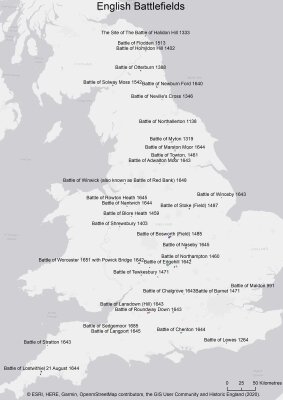 English Battlefields
The Site of The Battle of Halidon Hill 1333
Battle of Flodden 1513
Battle of Homildon Hill 1402
Battle of Otterburn 1388
Battle of Solway Moss 1542
Battle of Newburn Ford 1640
Battle of Neville's Cross 1346
Battle of Northallerton 1138
Battle of Myton 1319
Battle of Marston Moor 1644
Battle of Towton, 1461
Battle of Adwalton Moor 1643
Battle of Winwick (also known as Battle of Red Bank) 1648
Battle of Winceby 1643
Battle of Rowton Heath 1645
Battle of Nantwich 1644
Battle of Stoke (Field) 1487
Battle of Blore Heath 1459
Battle of Shrewsbury 1403
Battle of Bosworth (Field) 1485
Battle of Naseby 1645
Battle of Northampton 1460
Battle of Worcester 1651 with Powick Bridge 1642
Battle of Edgehill 1642
Battle of Tewkesbury 1471
Battle of Maldon 991
Battle of Chalgrove 1643
Battle of Barnet 1471
Battle of Lansdown (Hill) 1643
Battle of Roundway Down 1643
Battle of Sedgemoor 1685
Battle of Langport 1645
Battle of Cheriton 1644
Battle of Lewes 1264
Battle of Stratton 1643
Battle of Lostwithiel 21 August 1644
0 25 50 Kilometres
© ESRI, HERE, Garmin, OpenStreetMap contributors, the GIS User Community and Historic England (2020).